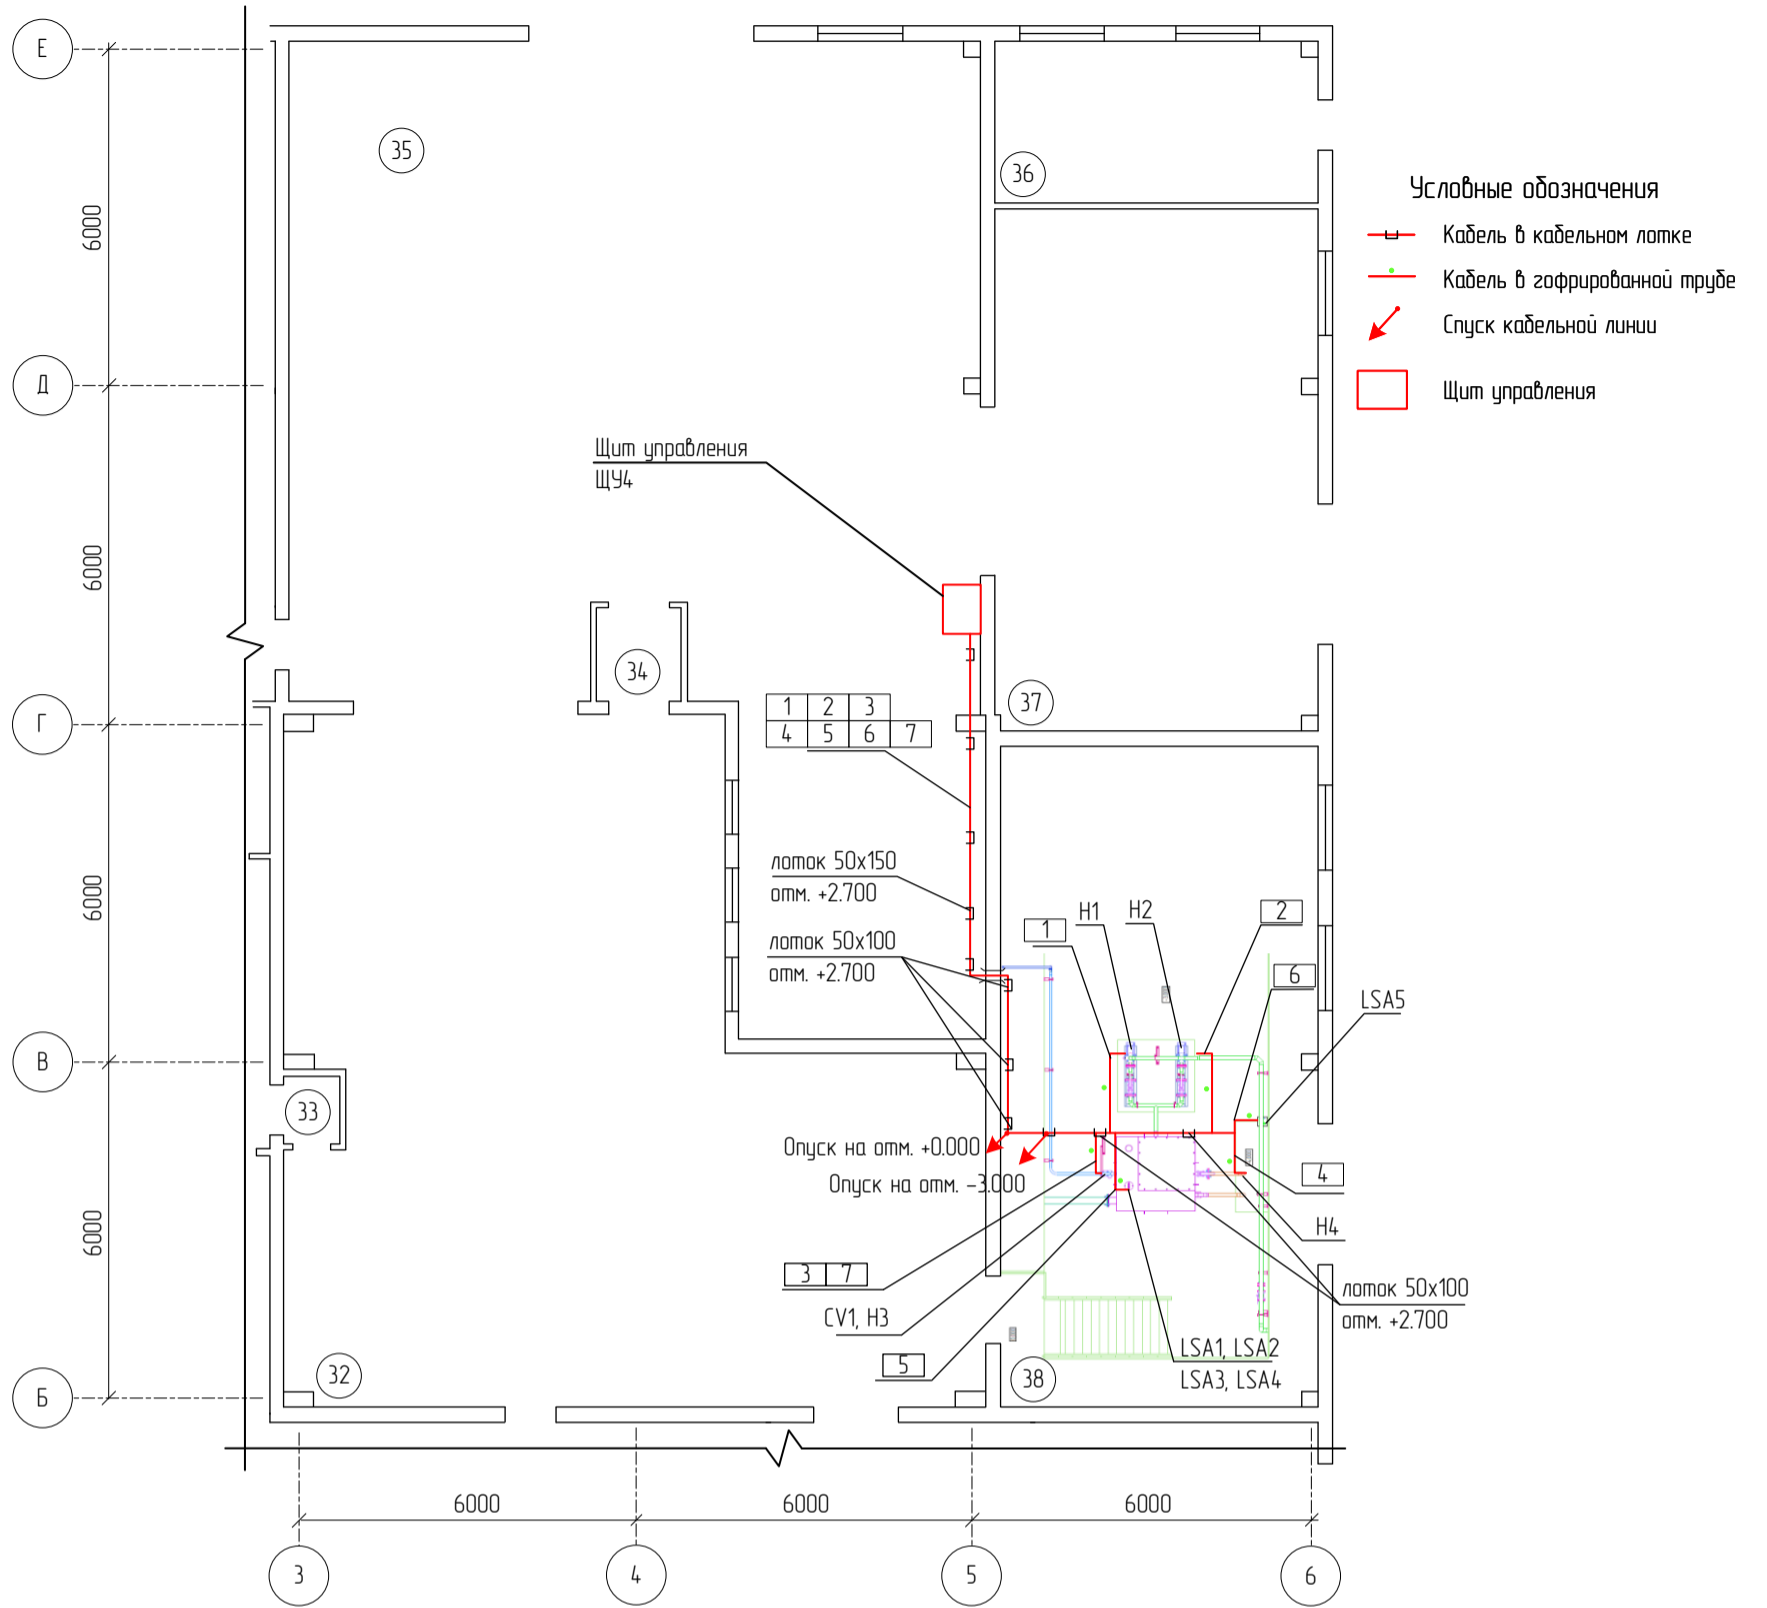 Е
35
36
Условные обозначения
Кабель в кабельном лотке
Кабель в гофрированной трубе
Спуск кабельной линии
Щит управления
6000
Д
Щит управления
ЩУ4
6000
34
37
Г
1 2 3
4 5 6 7
лоток 50х150
отм. +2.700
лоток 50х100
отм. +2.700
1
Н1
Н2
2
6
LSA5
6000
В
33
Опуск на отм. +0.000
Опуск на отм. -3.000
4
Н4
6000
3 7
CV1, Н3
5
лоток 50х100
отм. +2.700
LSA1, LSA2
LSA3, LSA4
32
38
Б
6000 6000 6000
3 4 5 6